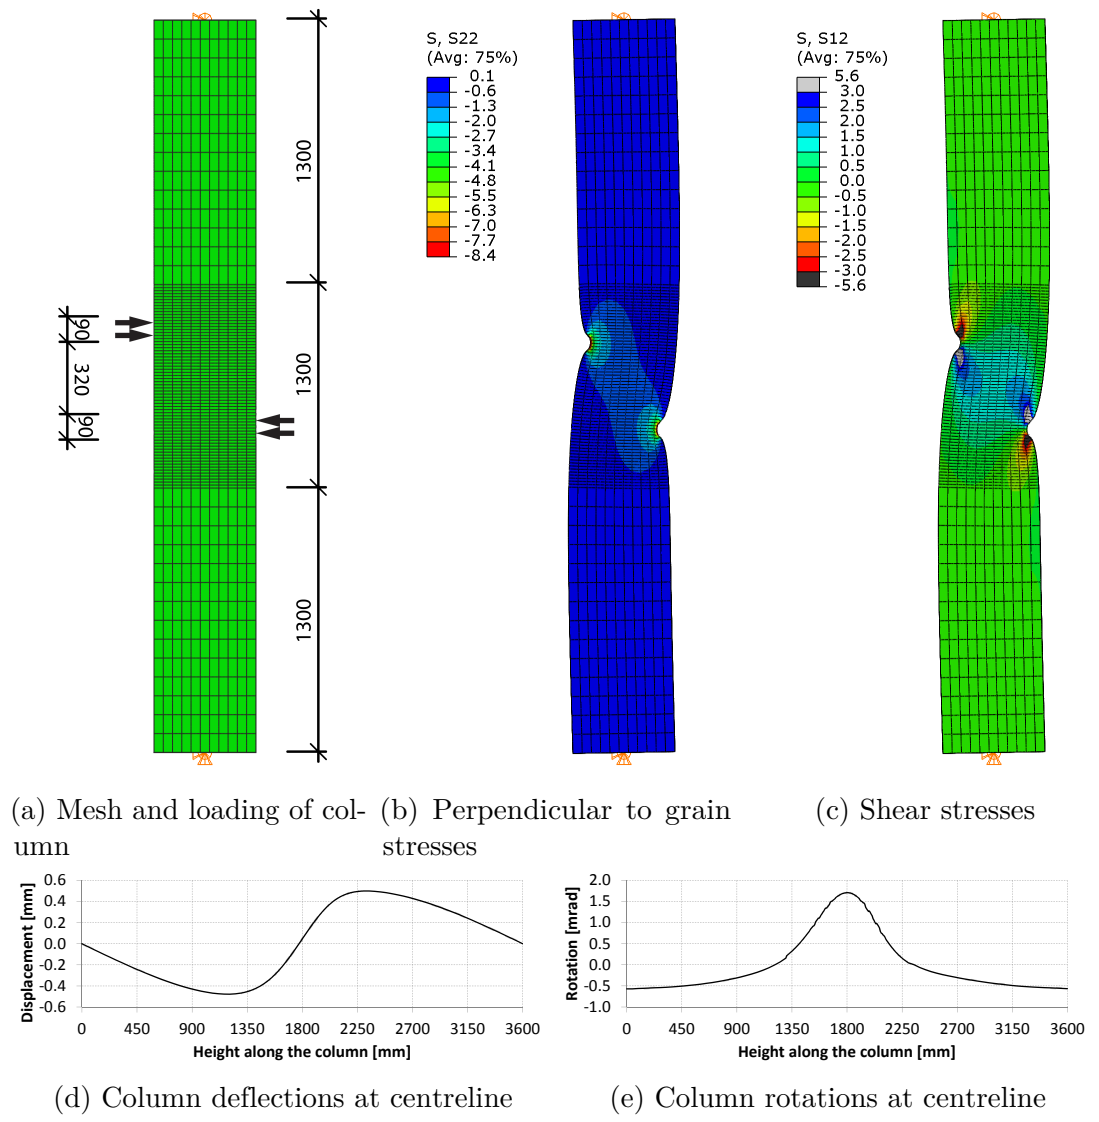 1300
1300
1300
90
320
90
S, S22
(Avg: 75%)
0.1
-0.6
-1.3
-2.0
-2.7
-3.4
-4.1
-4.8
-5.5
-6.3
-7.0
-7.7
-8.4
S, S12
(Avg: 75%)
5.6
3.0
2.5
2.0
1.5
1.0
0.5
0.0
-0.5
-1.0
-1.5
-2.0
-2.5
-3.0
-5.6
(a) Mesh and loading of col-
umn
(b) Perpendicular to grain
stresses
(c) Shear stresses
Displacement [mm]
0.6
0.4
0.2
0.0
-0.2
-0.4
-0.6
0 450 900 1350 1800 2250 2700 3150 3600
Height along the column [mm]
(d) Column deflections at centreline
Rotation [mrad]
2.0
1.5
1.0
0.5
0.0
-0.5
-1.0
0 450 900 1350 1800 2250 2700 3150 3600
Height along the column [mm]
(e) Column rotations at centreline